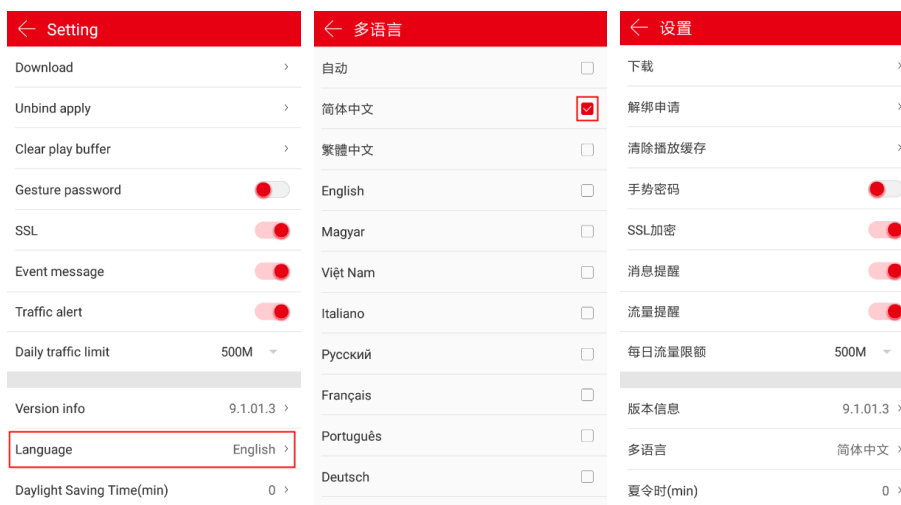 Setting
Download
Unbind apply
Clear play buffer
Gesture password
SSL
Event message
Traffic alert
Daily traffic limit 500M
Version info 9.1.01.3
Language English
Daylight Saving Time(min) 0
多语言
自动
简体中文
繁體中文
English
Magyar
Việt Nam
Italiano
Русский
Français
Português
Deutsch
设置
下载
解绑申请
清除播放缓存
手势密码
SSL加密
消息提醒
流量提醒
每日流量限额 500M
版本信息 9.1.01.3
多语言 简体中文
夏令时(min) 0